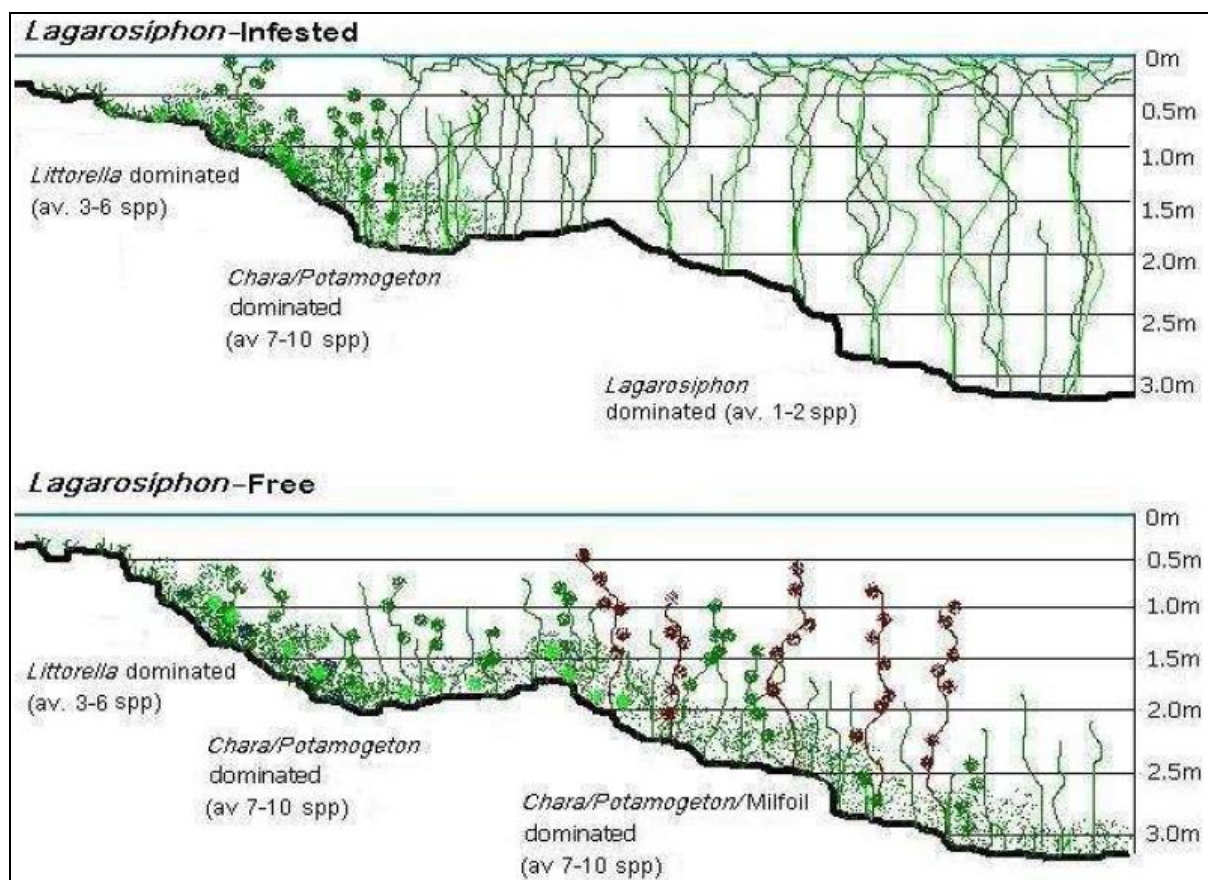 Lagarosiphon-Infested
0m
0.5m
1.0m
1.5m
2.0m
2.5m
3.0m
Littorella dominated
(av. 3-6 spp)
Chara/Potamogeton
dominated
(av 7-10 spp)
Lagarosiphon
dominated (av. 1-2 spp)
Lagarosiphon-Free
0m
0.5m
1.0m
1.5m
2.0m
2.5m
3.0m
Littorella dominated
(av. 3-6 spp)
Chara/Potamogeton
dominated
(av 7-10 spp)
Chara/Potamogeton/Milfoil
dominated
(av 7-10 spp)